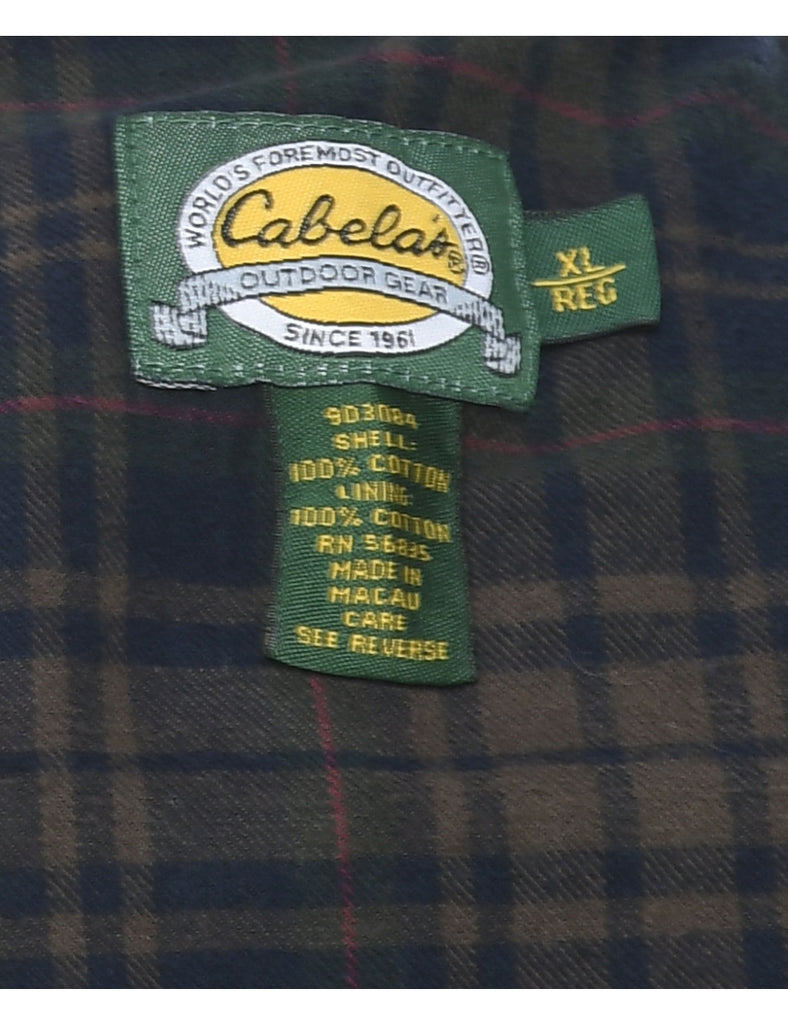 WORLD'S FOREMOST OUTFITTER®
Cabela's®
OUTDOOR GEAR
SINCE 1961
XL
REG
9D3084
SHELL:
100% COTTON
LINING:
100% COTTON
RN 56835
MADE IN
MACAU
CARE
SEE REVERSE